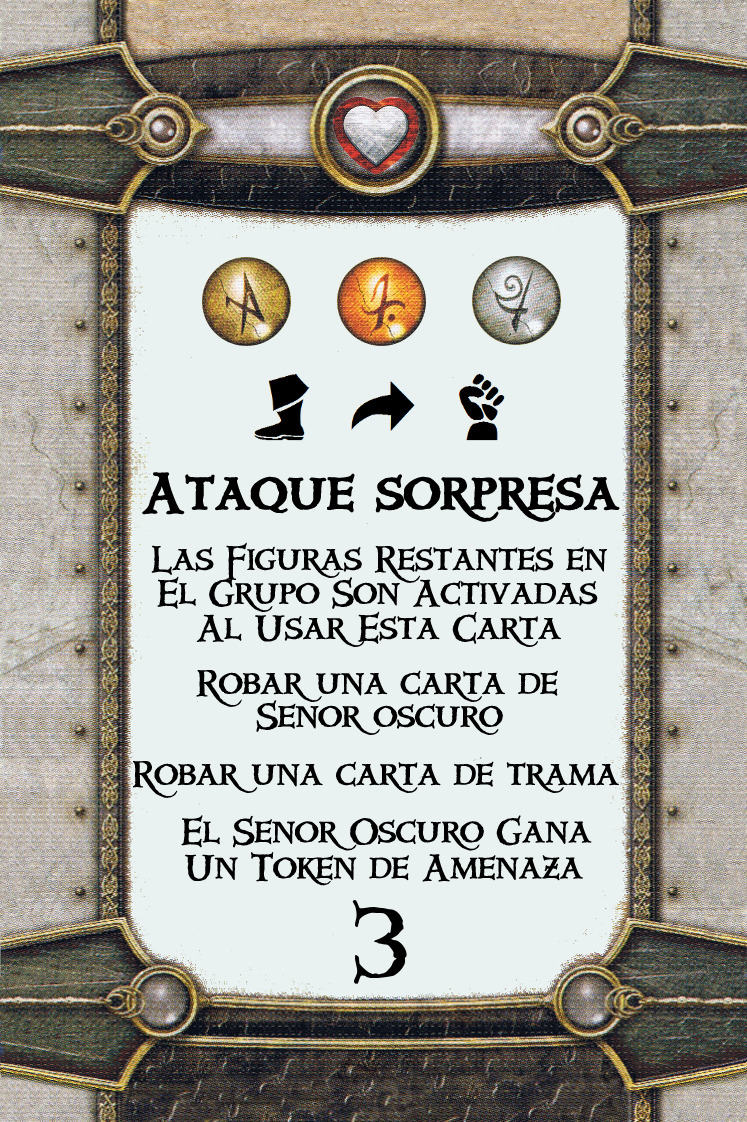 Ataque sorpresa
Las Figuras Restantes en
El Grupo Son Activadas
Al Usar Esta Carta
Robar una carta de
Senor oscuro
Robar una carta de trama
El Senor Oscuro Gana
Un Token de Amenaza
3